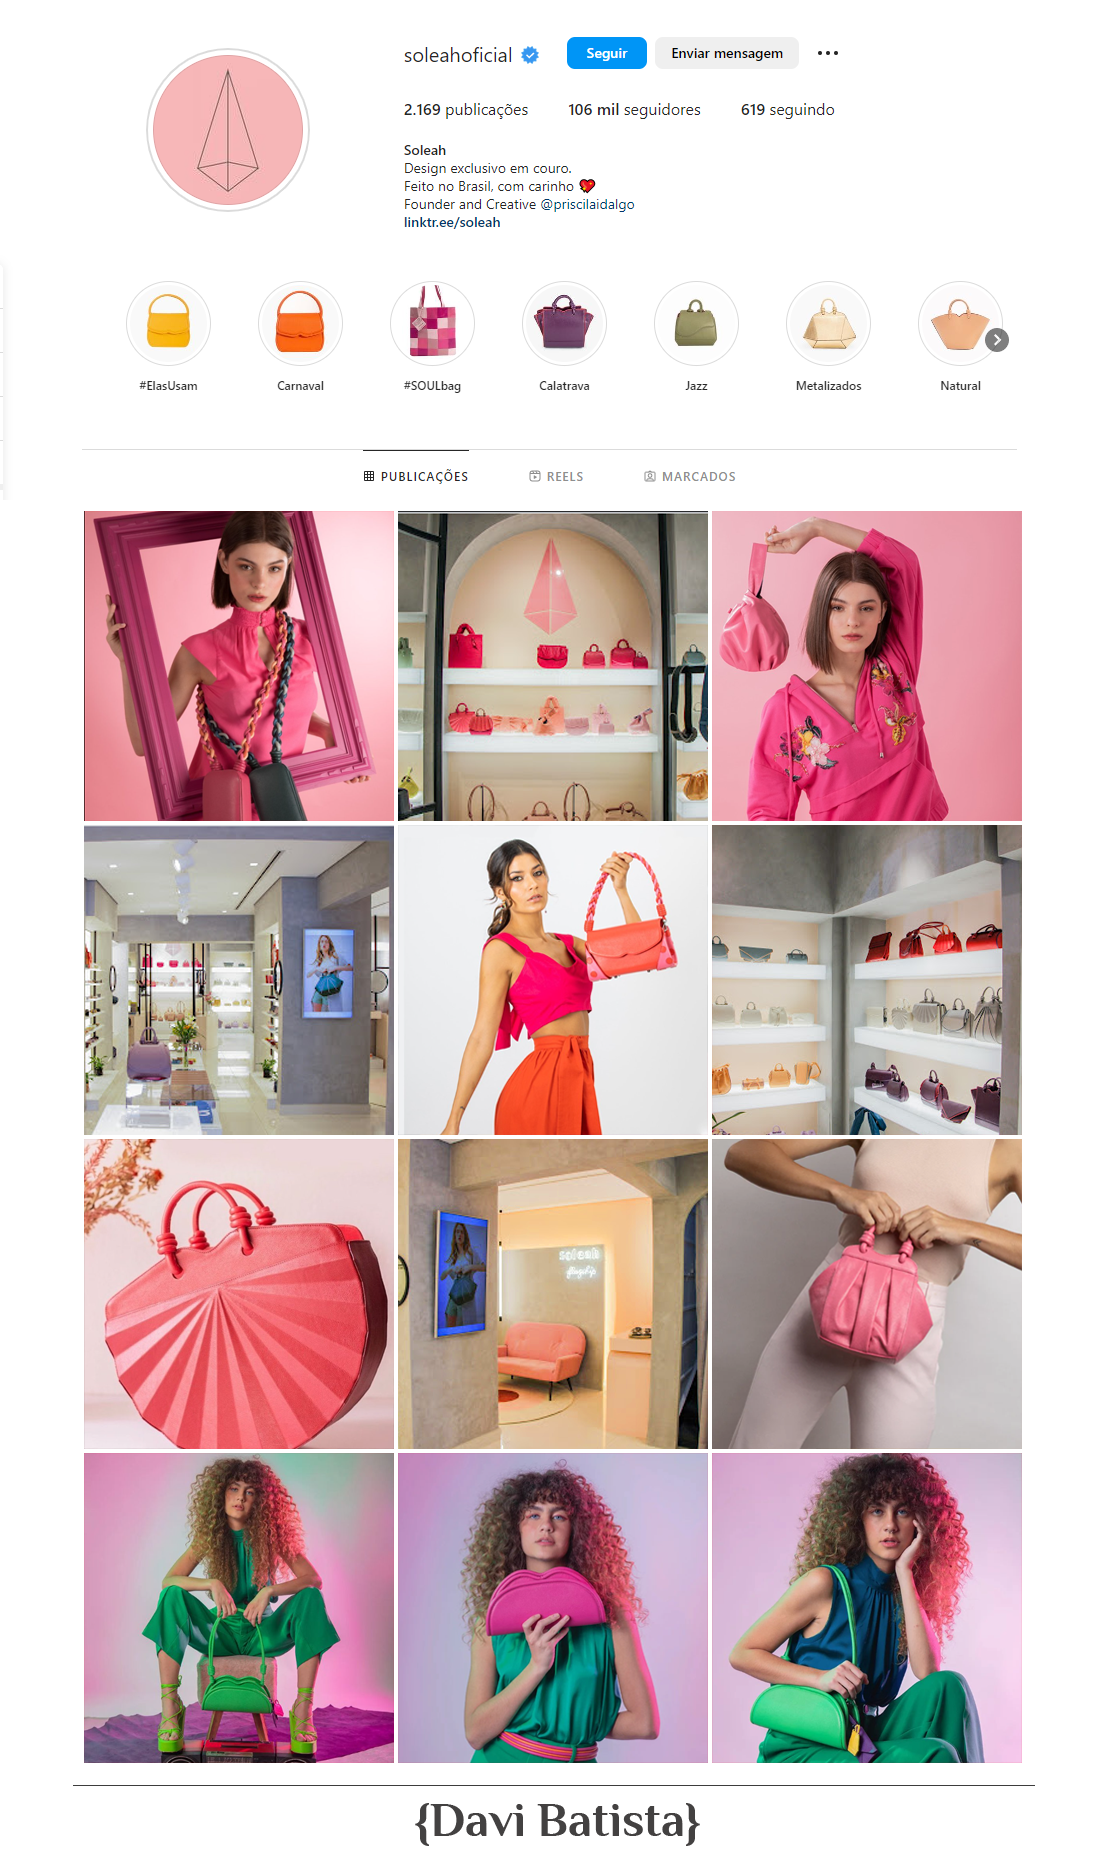 soleahoficial
Seguir
Enviar mensagem
2.169 publicações
106 mil seguidores
619 seguindo
Soleah
Design exclusivo em couro.
Feito no Brasil, com carinho 💖
Founder and Creative @priscilaidalgo
linktr.ee/soleah
#ElasUsam
Carnaval
#SOULbag
Calatrava
Jazz
Metalizados
Natural
PUBLICAÇÕES
REELS
MARCADOS
soleah
flagship
{Davi Batista}